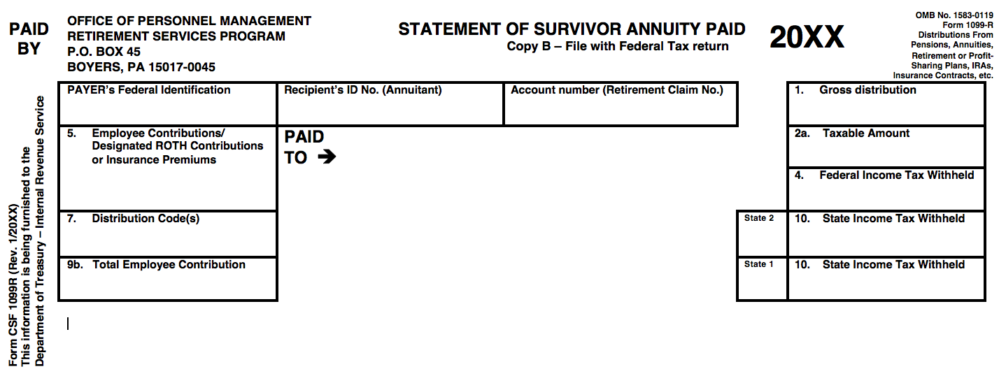 PAID
BY
OFFICE OF PERSONNEL MANAGEMENT
RETIREMENT SERVICES PROGRAM
P.O. BOX 45
BOYERS, PA 15017-0045
STATEMENT OF SURVIVOR ANNUITY PAID
Copy B – File with Federal Tax return
20XX
OMB No. 1583-0119
Form 1099-R
Distributions From
Pensions, Annuities,
Retirement or Profit-
Sharing Plans, IRAs,
Insurance Contracts, etc.
PAYER's Federal Identification
Recipient's ID No. (Annuitant)
Account number (Retirement Claim No.)
1. Gross distribution
5. Employee Contributions/
Designated ROTH Contributions
or Insurance Premiums
PAID
TO ➔
2a. Taxable Amount
4. Federal Income Tax Withheld
7. Distribution Code(s)
State 2
10. State Income Tax Withheld
9b. Total Employee Contribution
State 1
10. State Income Tax Withheld
Form CSF 1099R (Rev. 1/20XX)
This information is being furnished to the
Department of Treasury – Internal Revenue Service